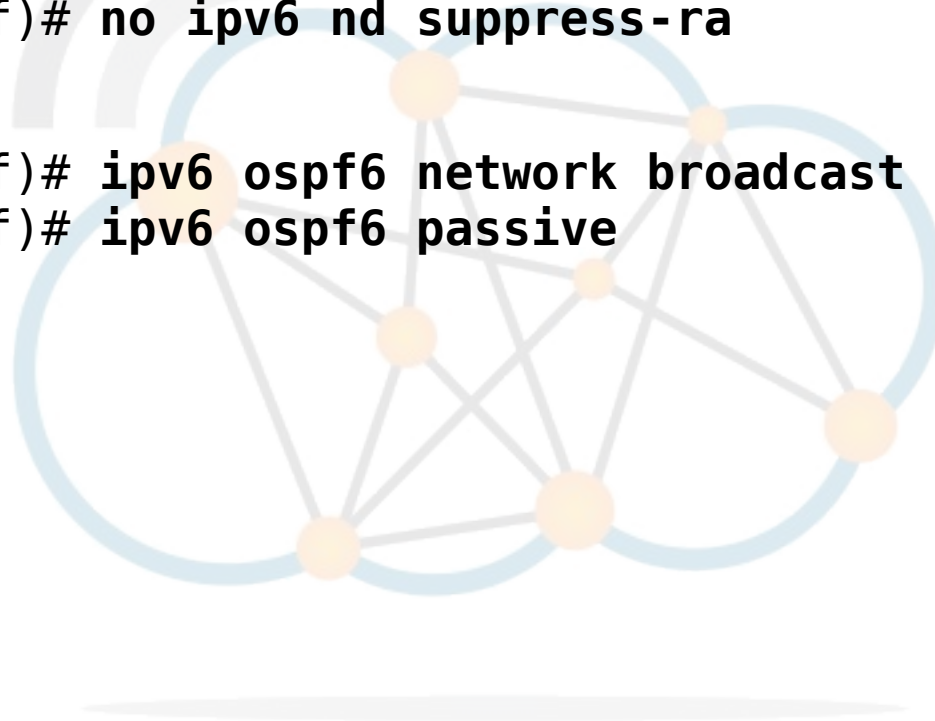 f)# no ipv6 nd suppress-ra
f)# ipv6 ospf6 network broadcast
f)# ipv6 ospf6 passive